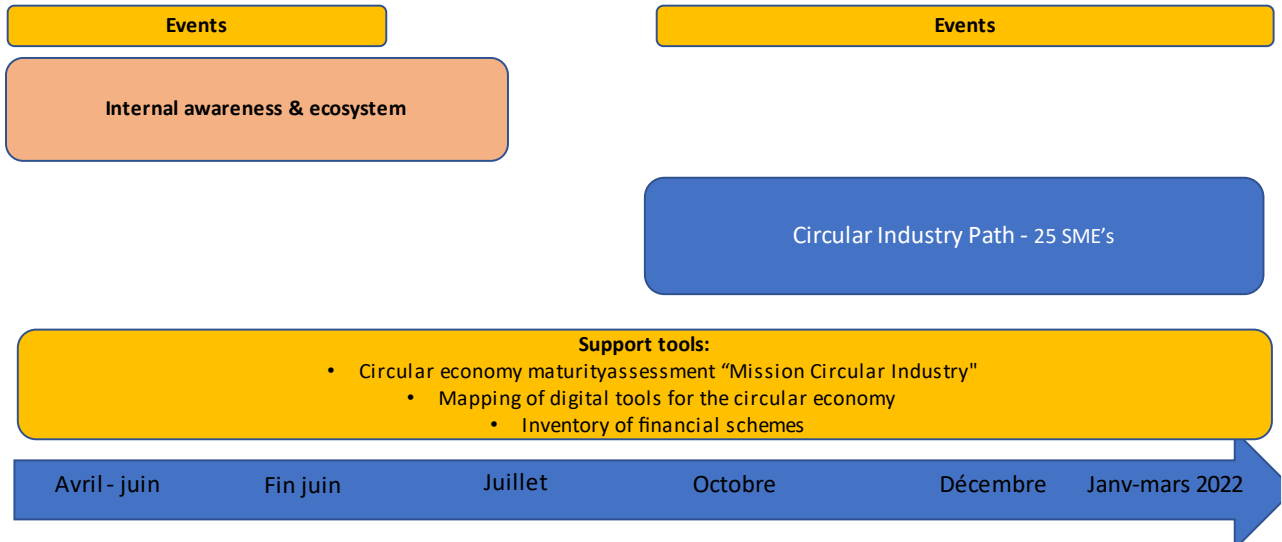 Events
Events
Internal awareness & ecosystem
Circular Industry Path - 25 SME's
Support tools:
• Circular economy maturityassessment “Mission Circular Industry"
• Mapping of digital tools for the circular economy
• Inventory of financial schemes
Avril - juin
Fin juin
Juillet
Octobre
Décembre
Janv-mars 2022